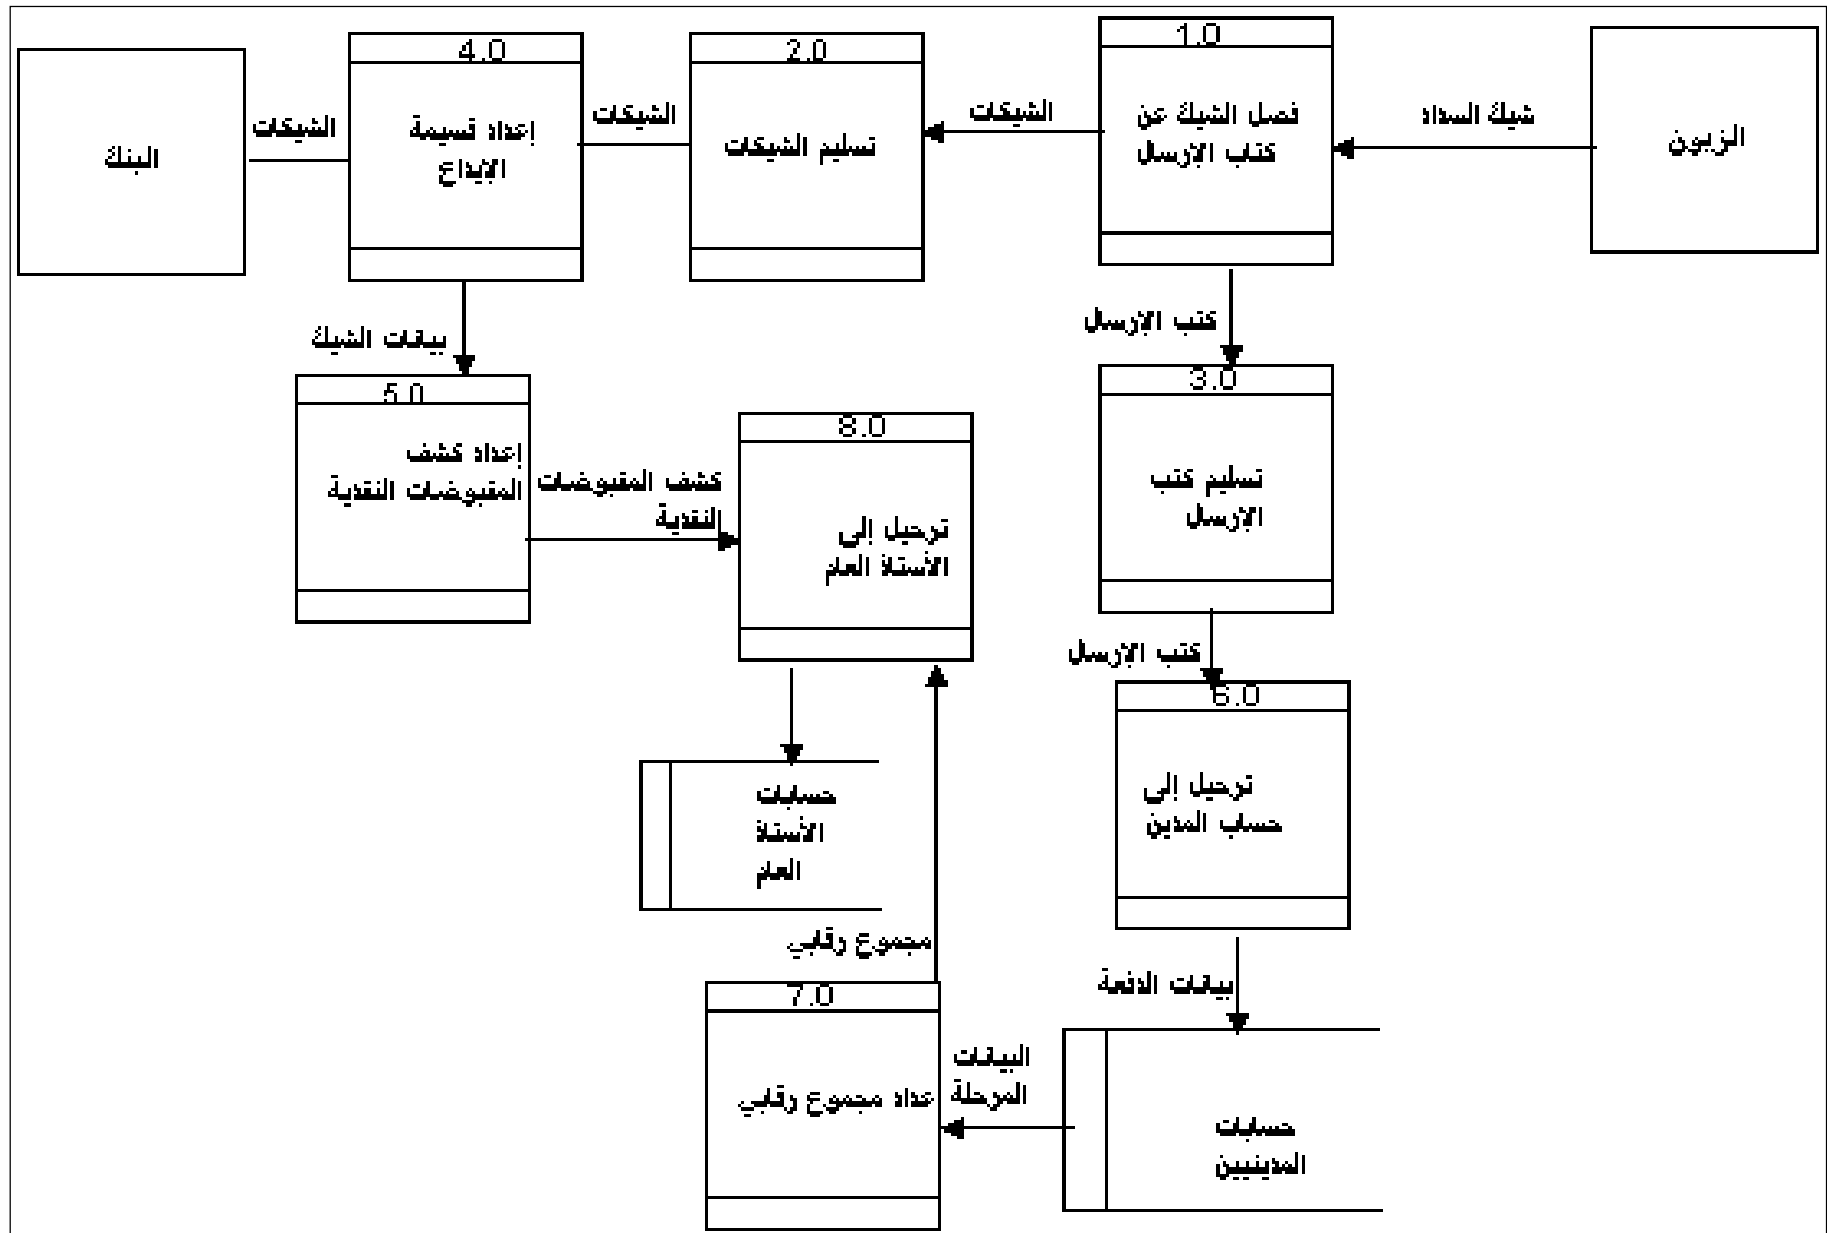 1.0
2.0
4.0
الزبون
شيك السداد
فصل الشيك عن
كتاب الإرسال
الشيكات
تسليم الشيكات
الشيكات
إعداد قسيمة
الإيداع
الشيكات
البنك
كتب الإرسال
بيانات الشيك
3.0
5.0
8.0
تسليم كتب
الإرسال
إعداد كشف
المقبوضات النقدية
كشف المقبوضات
النقدية
ترحيل إلى
الأستاذ العام
كتب الإرسال
6.0
ترحيل إلى
حساب المدين
حسابات
الأستاذ
العام
مجموع رقابي
بيانات الدفعة
7.0
عداد مجموع رقابي
البيانات
المرحلة
حسابات
المدينيين